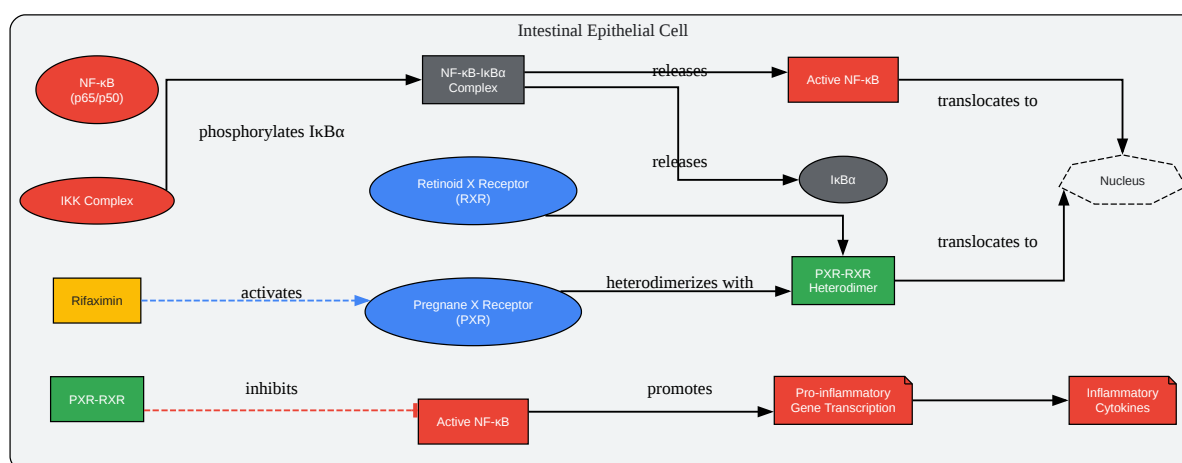 Intestinal Epithelial Cell
NF-κB
(p65/p50)
NF-κB-IκBα
Complex
releases
Active NF-κB
translocates to
phosphorylates IκBα
IKK Complex
Retinoid X Receptor
(RXR)
releases
IκBα
Nucleus
translocates to
Rifaximin
activates
Pregnane X Receptor
(PXR)
heterodimerizes with
PXR-RXR
Heterodimer
PXR-RXR
inhibits
Active NF-κB
promotes
Pro-inflammatory
Gene Transcription
Inflammatory
Cytokines